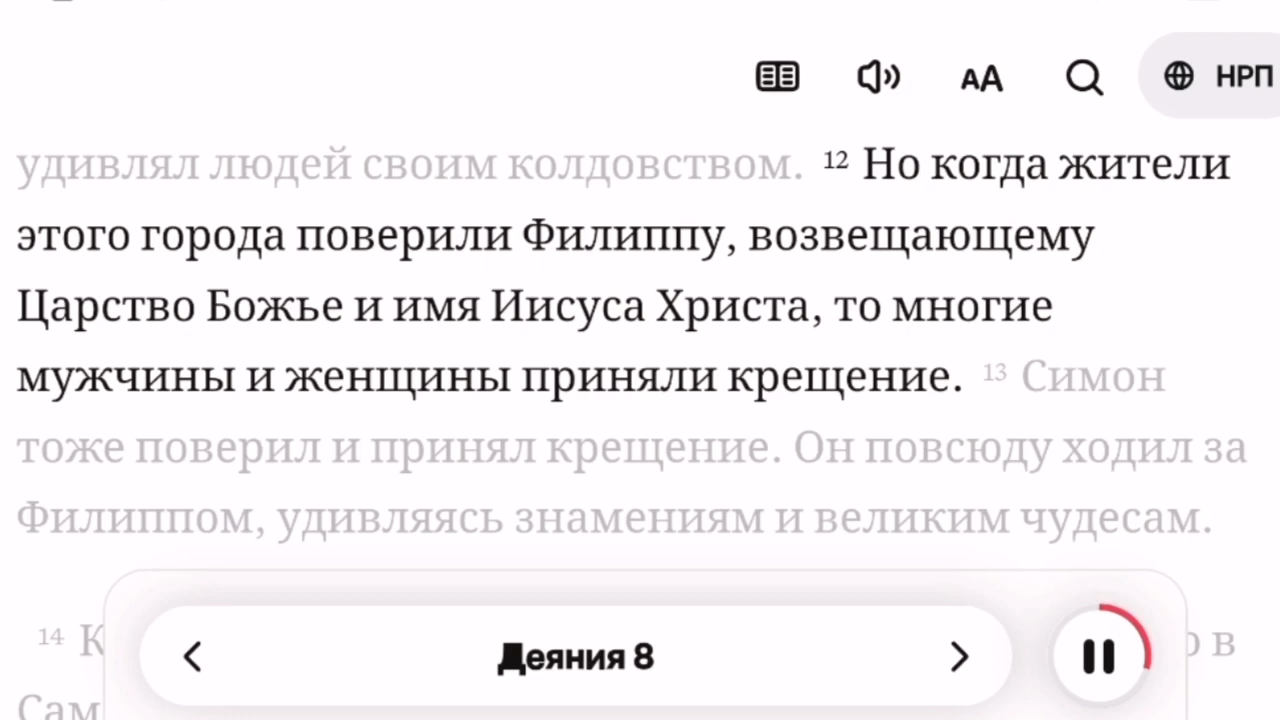 AA
НРП
удивлял людей своим колдовством. 12 Но когда жители
этого города поверили Филиппу, возвещающему
Царство Божье и имя Иисуса Христа, то многие
мужчины и женщины приняли крещение. 13 Симон
тоже поверил и принял крещение. Он повсюду ходил за
Филиппом, удивляясь знамениям и великим чудесам.
14 К
в
Деяния 8
Сам